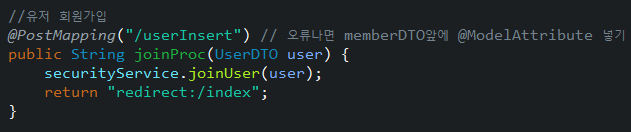 //유저 회원가입
@PostMapping("/userInsert") // 오류나면 memberDTO앞에 @ModelAttribute 넣기
public String joinProc(UserDTO user) {
    securityService.joinUser(user);
    return "redirect:/index";
}